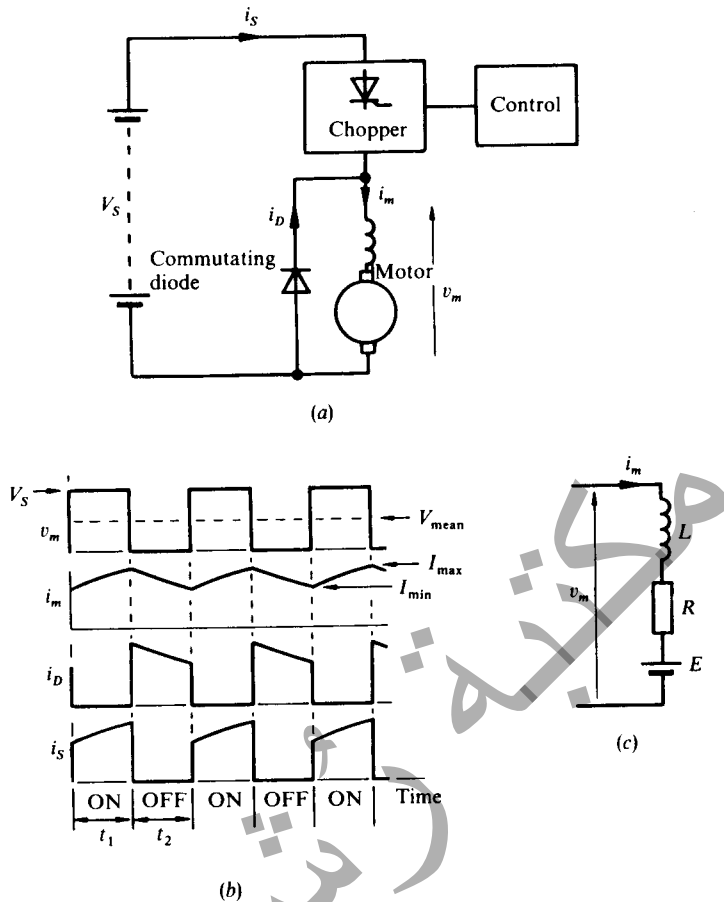 i_S
Chopper
Control
V_S
i_D
i_m
Commutating
diode
Motor
v_m
(a)
V_S
v_m
V_mean
i_m
I_max
I_min
i_D
i_S
ON OFF ON OFF ON Time
t_1 t_2
(b)
i_m
L
v_m
R
E
(c)
مكتبة